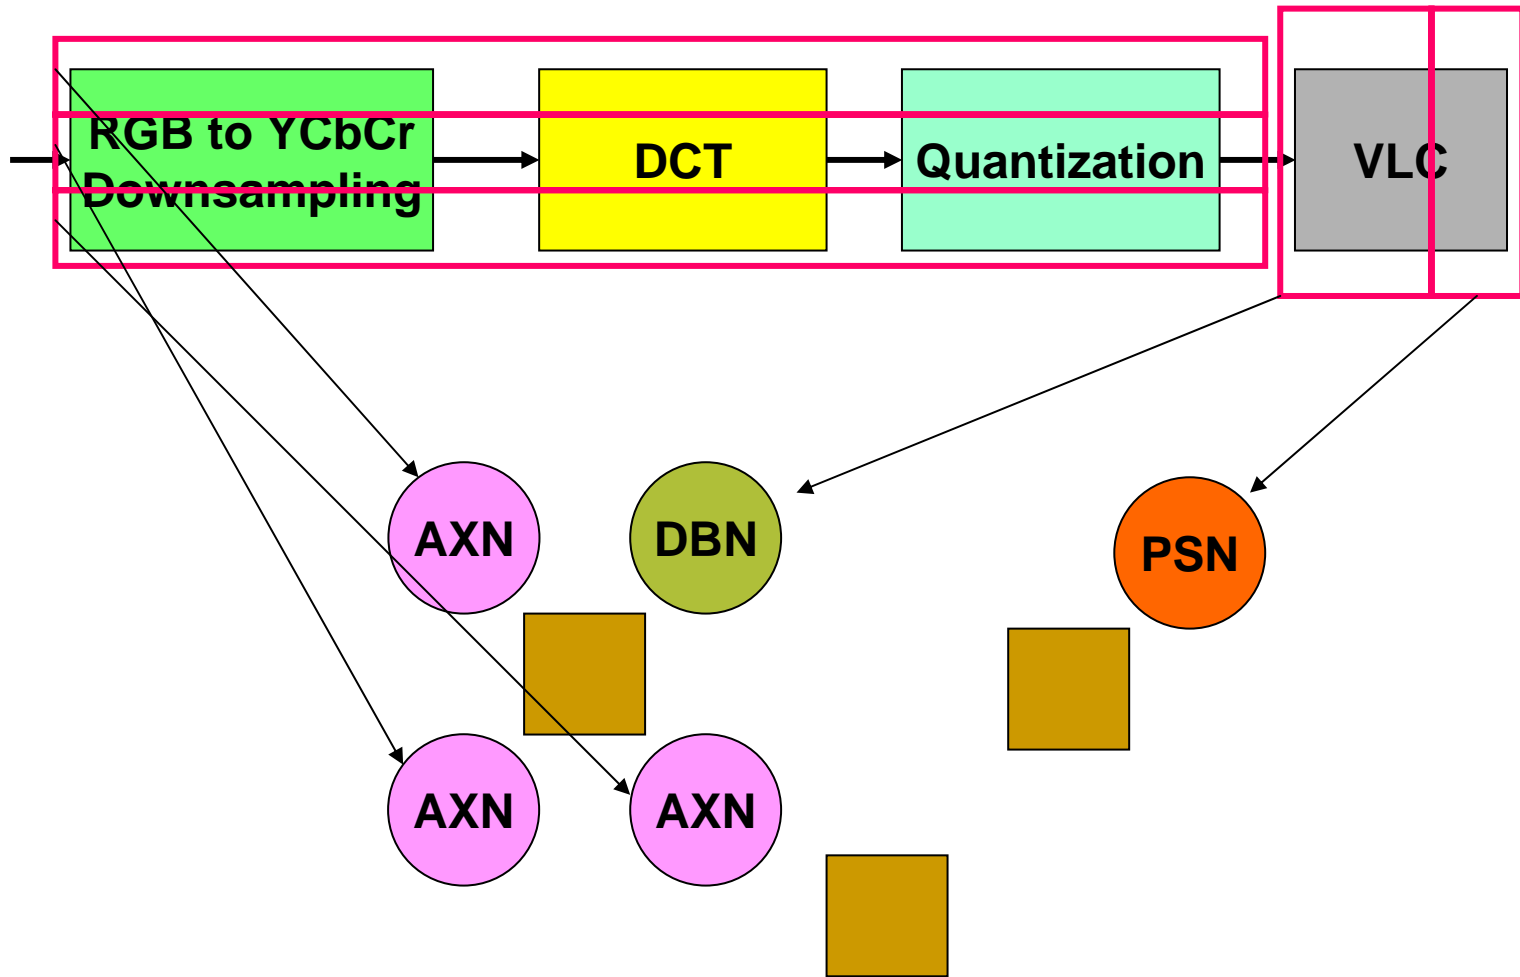 RGB to YCbCr
Downsampling
DCT
Quantization
VLC
AXN
DBN
PSN
AXN
AXN